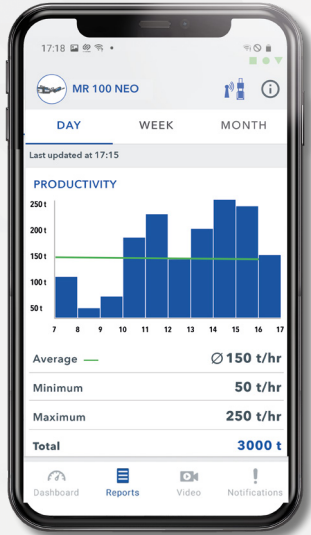 17:18
MR 100 NEO
DAY WEEK MONTH
Last updated at 17:15
PRODUCTIVITY
250 t
200 t
150 t
100 t
50 t
7 8 9 10 11 12 13 14 15 16 17
Average Ø 150 t/hr
Minimum 50 t/hr
Maximum 250 t/hr
Total 3000 t
Dashboard Reports Video Notifications